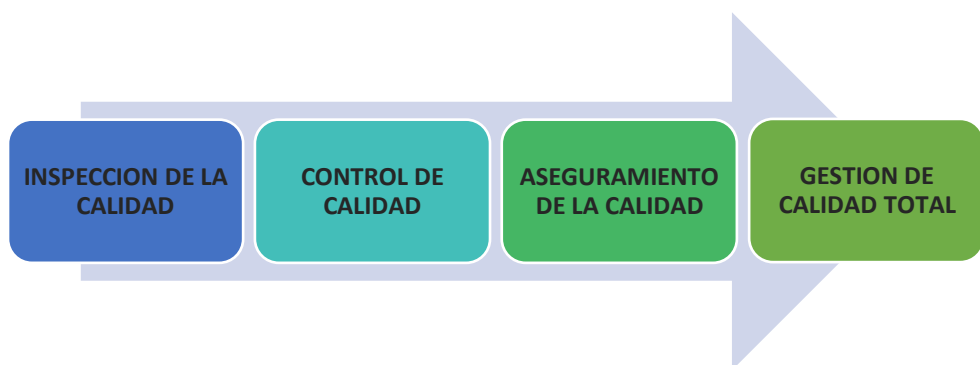 INSPECCION DE LA
CALIDAD
CONTROL DE
CALIDAD
ASEGURAMIENTO
DE LA CALIDAD
GESTION DE
CALIDAD TOTAL